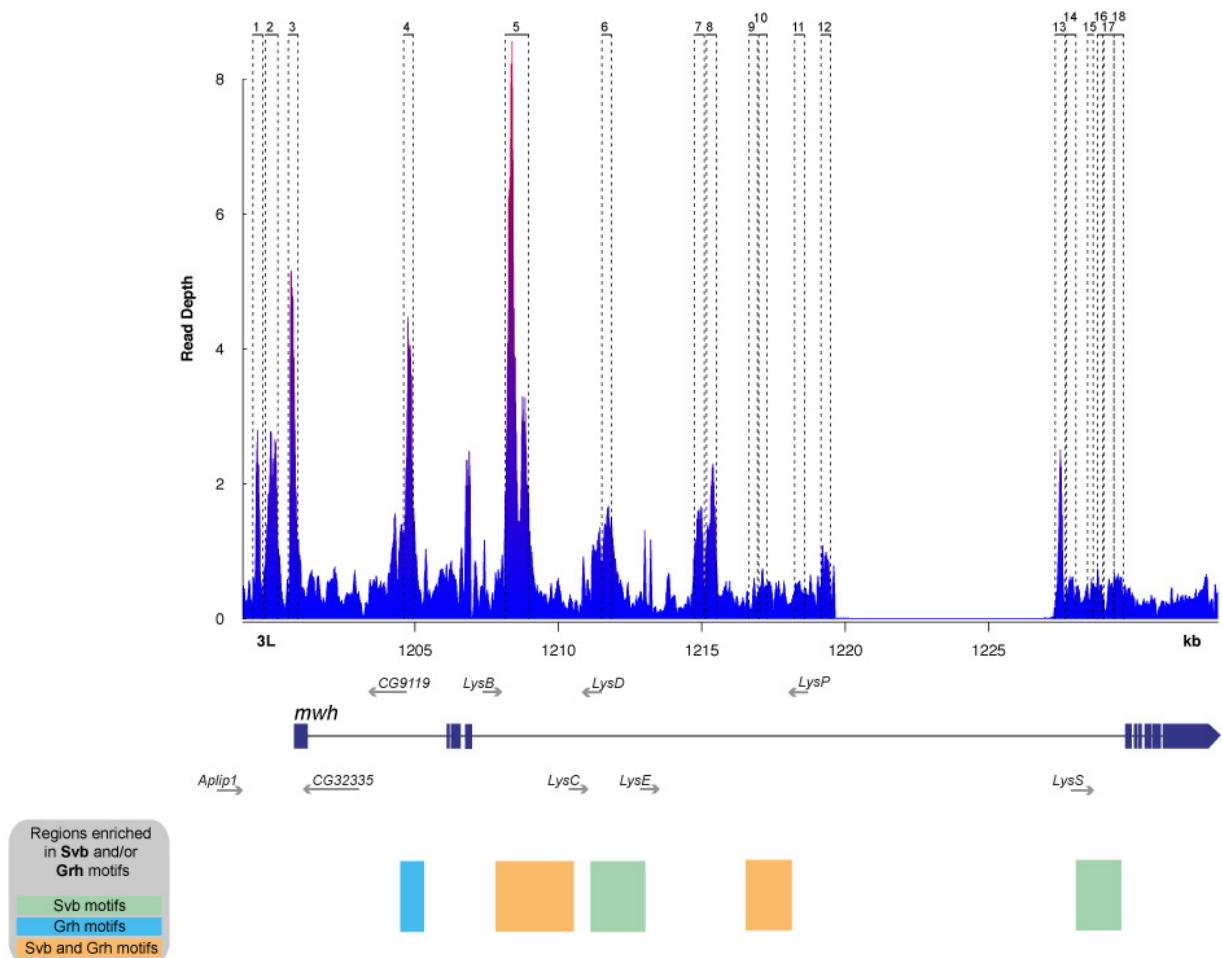 10 14 16 18
1 2 3 4 5 6 7 8 9 11 12 13 15 17
8
6
4
2
0
Read Depth
3L 1205 1210 1215 1220 1225 kb
CG9119 LysB LysD LysP
mwh
Aplip1 CG32335 LysC LysE LysS
Regions enriched
in Svb and/or
Grh motifs
Svb motifs
Grh motifs
Svb and Grh motifs